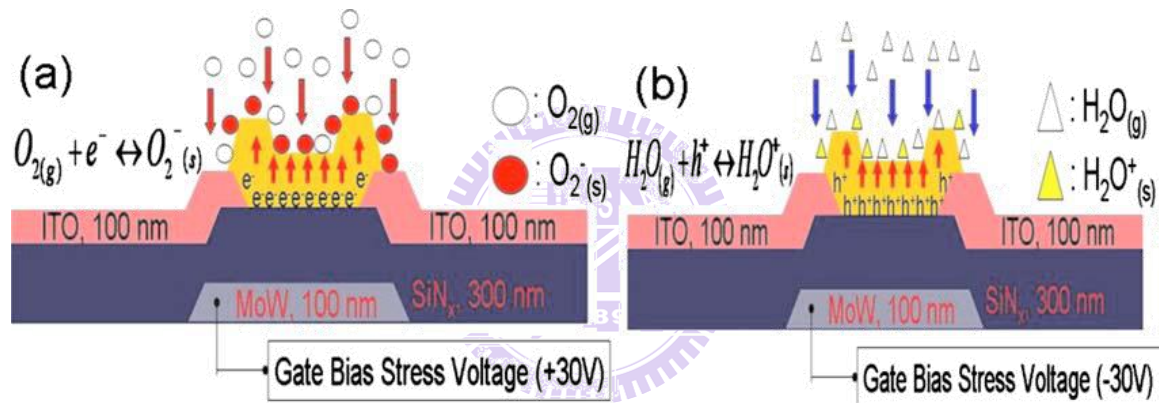 (a)
O₂(g) + e⁻ ↔ O₂⁻(s)
○ : O₂(g)
● : O₂⁻(s)
e⁻ e⁻
e⁻e⁻e⁻e⁻e⁻e⁻e⁻
ITO, 100 nm ITO, 100 nm
MoW, 100 nm SiNₓ, 300 nm
Gate Bias Stress Voltage (+30V)
(b)
H₂O(g) + h⁺ ↔ H₂O⁺(s)
△ : H₂O(g)
▲ : H₂O⁺(s)
h⁺ h⁺
h⁺h⁺h⁺h⁺h⁺h⁺h⁺
ITO, 100 nm ITO, 100 nm
MoW, 100 nm SiNₓ, 300 nm
Gate Bias Stress Voltage (-30V)